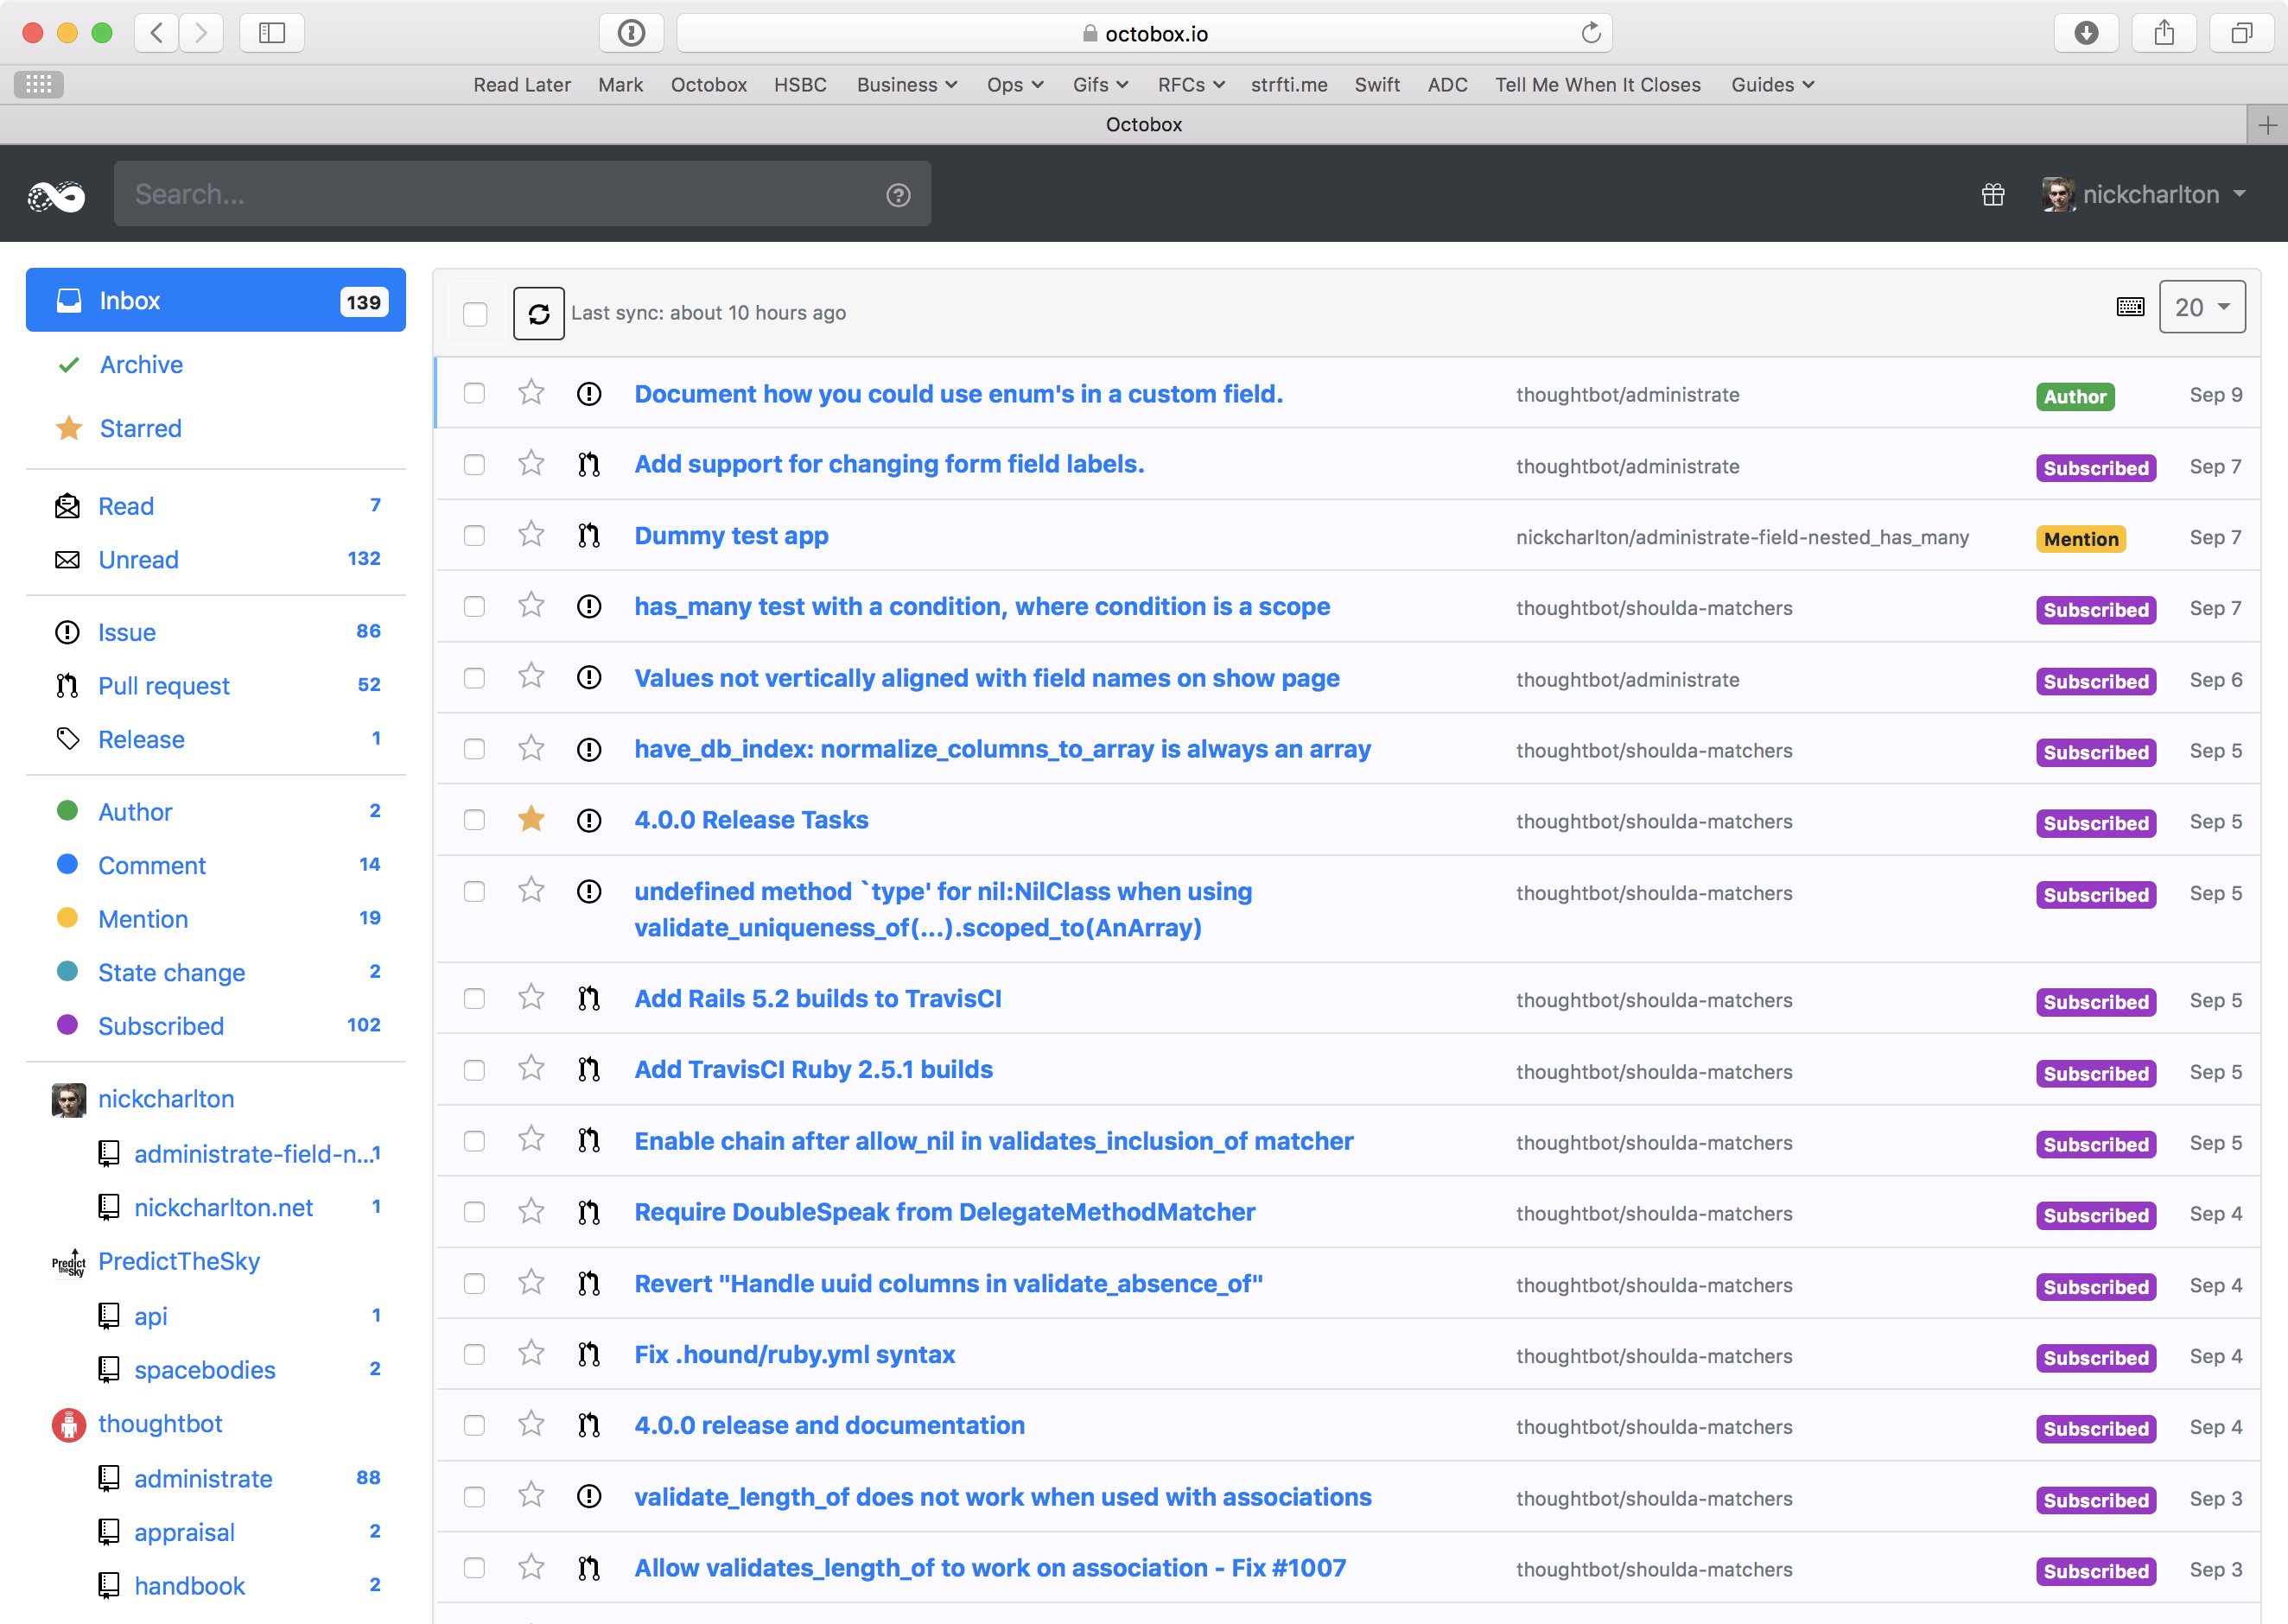 octobox.io
Read Later Mark Octobox HSBC Business Ops Gifs RFCs strfti.me Swift ADC Tell Me When It Closes Guides
Octobox
Search...
nickcharlton
Inbox 139
Archive
Starred
Read 7
Unread 132
Issue 86
Pull request 52
Release 1
Author 2
Comment 14
Mention 19
State change 2
Subscribed 102
nickcharlton
administrate-field-n...1
nickcharlton.net 1
Predict the Sky
PredictTheSky
api 1
spacebodies 2
thoughtbot
administrate 88
appraisal 2
handbook 2
Last sync: about 10 hours ago
20
Document how you could use enum's in a custom field. thoughtbot/administrate Author Sep 9
Add support for changing form field labels. thoughtbot/administrate Subscribed Sep 7
Dummy test app nickcharlton/administrate-field-nested_has_many Mention Sep 7
has_many test with a condition, where condition is a scope thoughtbot/shoulda-matchers Subscribed Sep 7
Values not vertically aligned with field names on show page thoughtbot/administrate Subscribed Sep 6
have_db_index: normalize_columns_to_array is always an array thoughtbot/shoulda-matchers Subscribed Sep 5
4.0.0 Release Tasks thoughtbot/shoulda-matchers Subscribed Sep 5
undefined method `type' for nil:NilClass when using thoughtbot/shoulda-matchers Subscribed Sep 5
validate_uniqueness_of(...).scoped_to(AnArray)
Add Rails 5.2 builds to TravisCI thoughtbot/shoulda-matchers Subscribed Sep 5
Add TravisCI Ruby 2.5.1 builds thoughtbot/shoulda-matchers Subscribed Sep 5
Enable chain after allow_nil in validates_inclusion_of matcher thoughtbot/shoulda-matchers Subscribed Sep 5
Require DoubleSpeak from DelegateMethodMatcher thoughtbot/shoulda-matchers Subscribed Sep 4
Revert "Handle uuid columns in validate_absence_of" thoughtbot/shoulda-matchers Subscribed Sep 4
Fix .hound/ruby.yml syntax thoughtbot/shoulda-matchers Subscribed Sep 4
4.0.0 release and documentation thoughtbot/shoulda-matchers Subscribed Sep 4
validate_length_of does not work when used with associations thoughtbot/shoulda-matchers Subscribed Sep 3
Allow validates_length_of to work on association - Fix #1007 thoughtbot/shoulda-matchers Subscribed Sep 3